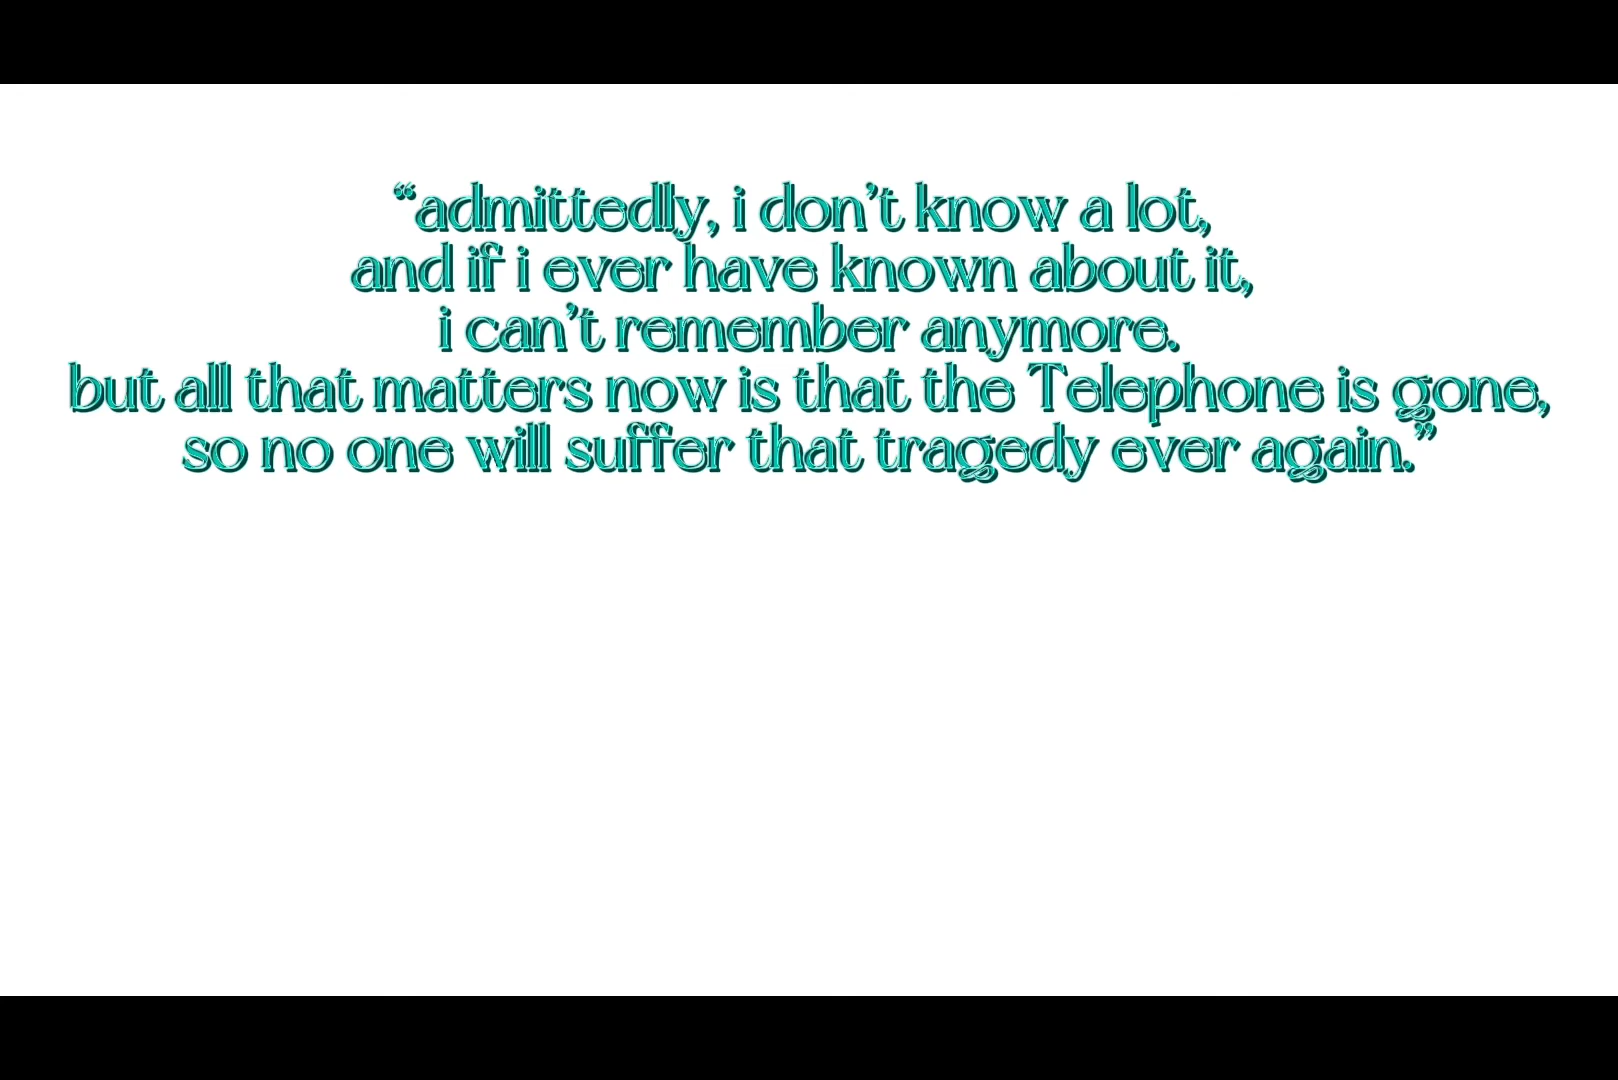 “admittedly, i don’t know a lot,
and if i ever have known about it,
i can’t remember anymore.
but all that matters now is that the Telephone is gone,
so no one will suffer that tragedy ever again.”